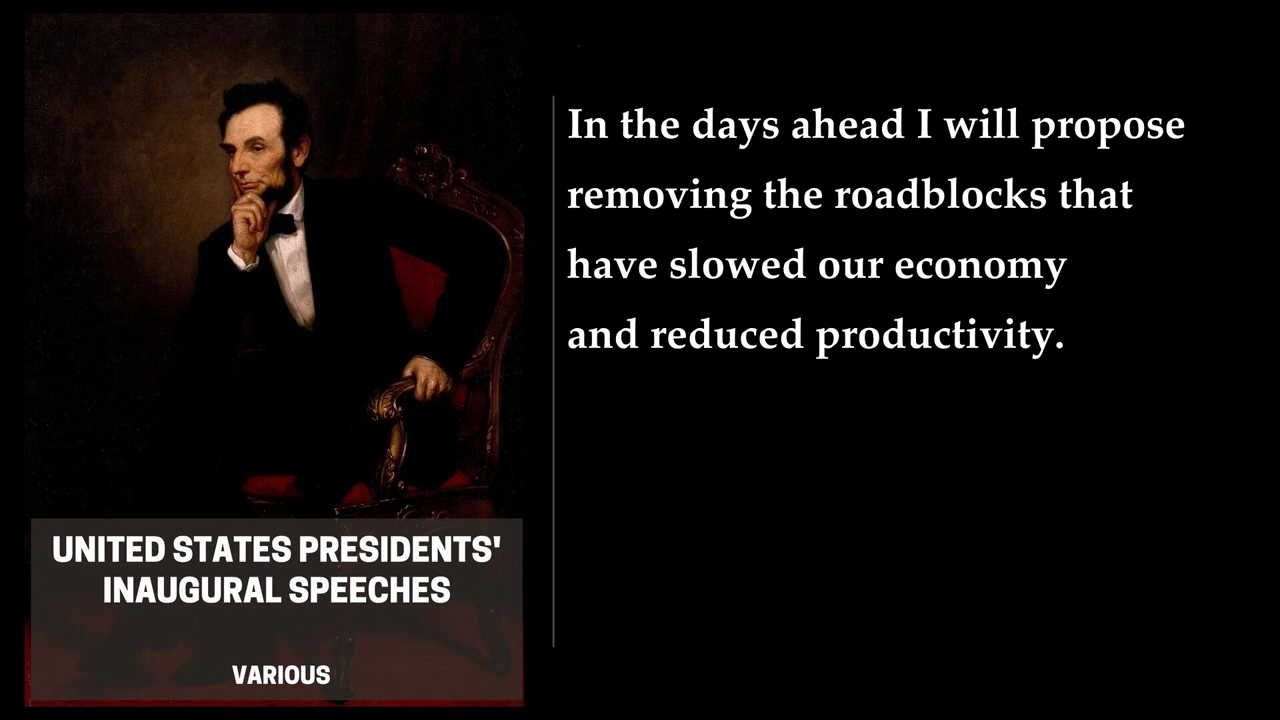 In the days ahead I will propose
removing the roadblocks that
have slowed our economy
and reduced productivity.
UNITED STATES PRESIDENTS'
INAUGURAL SPEECHES
VARIOUS